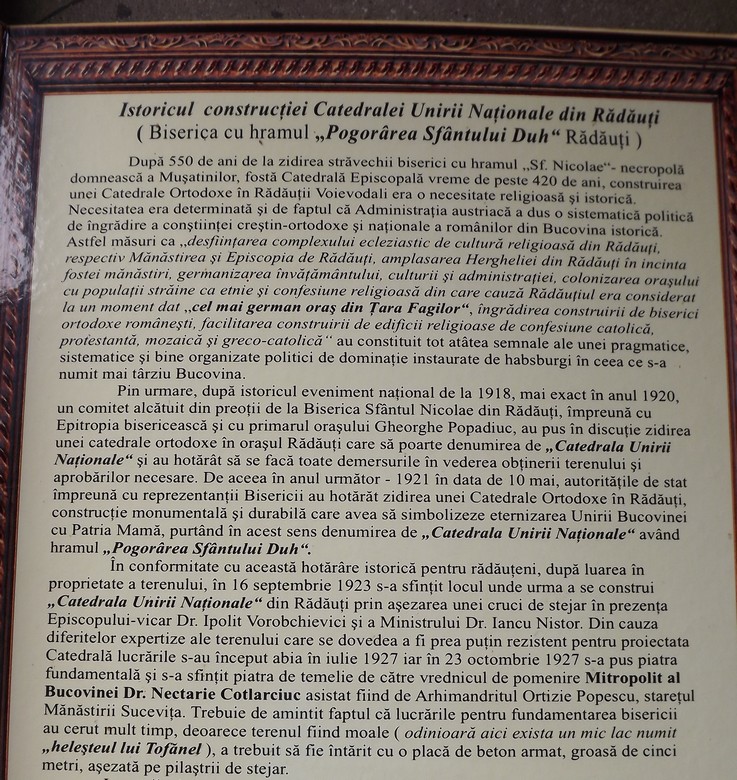 Istoricul construcției Catedralei Unirii Naționale din Rădăuți
( Biserica cu hramul „Pogorârea Sfântului Duh“ Rădăuți )
După 550 de ani de la zidirea străvechii biserici cu hramul „Sf. Nicolae“- necropolă
domnească a Mușatinilor, fostă Catedrală Episcopală vreme de peste 420 de ani, construirea
unei Catedrale Ortodoxe în Rădăuții Voievodali era o necesitate religioasă și istorică.
Necesitatea era determinată și de faptul că Administrația austriacă a dus o sistematică politică
de îngrădire a conștiinței creștin-ortodoxe și naționale a românilor din Bucovina istorică.
Astfel măsuri ca „desființarea complexului ecleziastic de cultură religioasă din Rădăuți,
respectiv Mănăstirea și Episcopia de Rădăuți, amplasarea Hergheliei din Rădăuți în incinta
fostei mănăstiri, germanizarea învățământului, culturii și administrației, colonizarea orașului
cu populații străine ca etnie și confesiune religioasă din care cauză Rădăuțiul era considerat
la un moment dat „cel mai german oraș din Țara Fagilor“, îngrădirea construirii de biserici
ortodoxe românești, facilitarea construirii de edificii religioase de confesiune catolică,
protestantă, mozaică și greco-catolică“ au constituit tot atâtea semnale ale unei pragmatice,
sistematice și bine organizate politici de dominație instaurate de habsburgi în ceea ce s-a
numit mai târziu Bucovina.
Pin urmare, după istoricul eveniment național de la 1918, mai exact în anul 1920,
un comitet alcătuit din preoții de la Biserica Sfântul Nicolae din Rădăuți, împreună cu
Epitropia bisericească și cu primarul orașului Gheorghe Popadiuc, au pus în discuție zidirea
unei catedrale ortodoxe în orașul Rădăuți care să poarte denumirea de „Catedrala Unirii
Naționale“ și au hotărât să se facă toate demersurile în vederea obținerii terenului și
aprobărilor necesare. De aceea în anul următor - 1921 în data de 10 mai, autoritățile de stat
împreună cu reprezentanții Bisericii au hotărăt zidirea unei Catedrale Ortodoxe în Rădăuți,
construcție monumentală și durabilă care avea să simbolizeze eternizarea Unirii Bucovinei
cu Patria Mamă, purtând în acest sens denumirea de „Catedrala Unirii Naționale“ având
hramul „Pogorârea Sfântului Duh“.
În conformitate cu această hotărâre istorică pentru rădăuțeni, după luarea în
proprietate a terenului, în 16 septembrie 1923 s-a sfințit locul unde urma a se construi
„Catedrala Unirii Naționale“ din Rădăuți prin așezarea unei cruci de stejar în prezența
Episcopului-vicar Dr. Ipolit Vorobchievici și a Ministrului Dr. Iancu Nistor. Din cauza
diferitelor expertize ale terenului care se dovedea a fi prea puțin rezistent pentru proiectata
Catedrală lucrările s-au început abia în iulie 1927 iar în 23 octombrie 1927 s-a pus piatra
fundamentală și s-a sfințit piatra de temelie de către vrednicul de pomenire Mitropolit al
Bucovinei Dr. Nectarie Cotlarciuc asistat fiind de Arhimandritul Ortizie Popescu, starețul
Mănăstirii Sucevița. Trebuie de amintit faptul că lucrările pentru fundamentarea bisericii
au cerut mult timp, deoarece terenul fiind moale ( odinioară aici exista un mic lac numit
„heleșteul lui Tofănel ), a trebuit să fie întărit cu o placă de beton armat, groasă de cinci
metri, așezată pe pilaștrii de stejar.